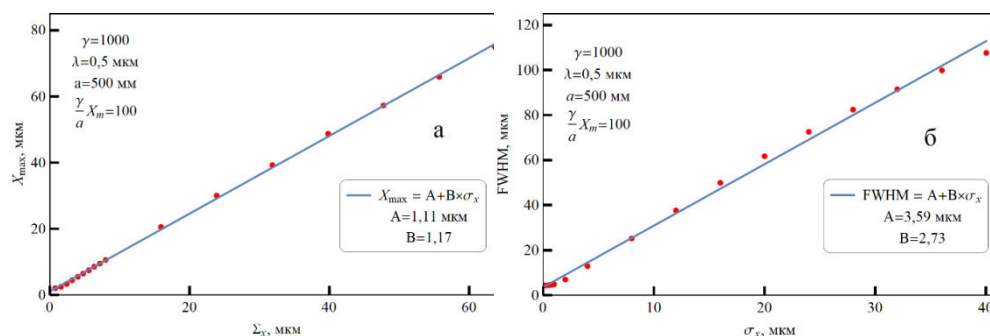 80
60
40
20
0
X_max, мкм
γ=1000
λ=0,5 мкм
a=500 мм
γ/a X_m=100
а
X_max = A+B×σ_x
A=1,11 мкм
B=1,17
0 20 40 60
Σ_x, мкм
120
100
80
60
40
20
0
FWHM, мкм
γ=1000
λ=0,5 мкм
a=500 мм
γ/a X_m=100
б
FWHM = A+B×σ_x
A=3,59 мкм
B=2,73
0 10 20 30 40
σ_x, мкм